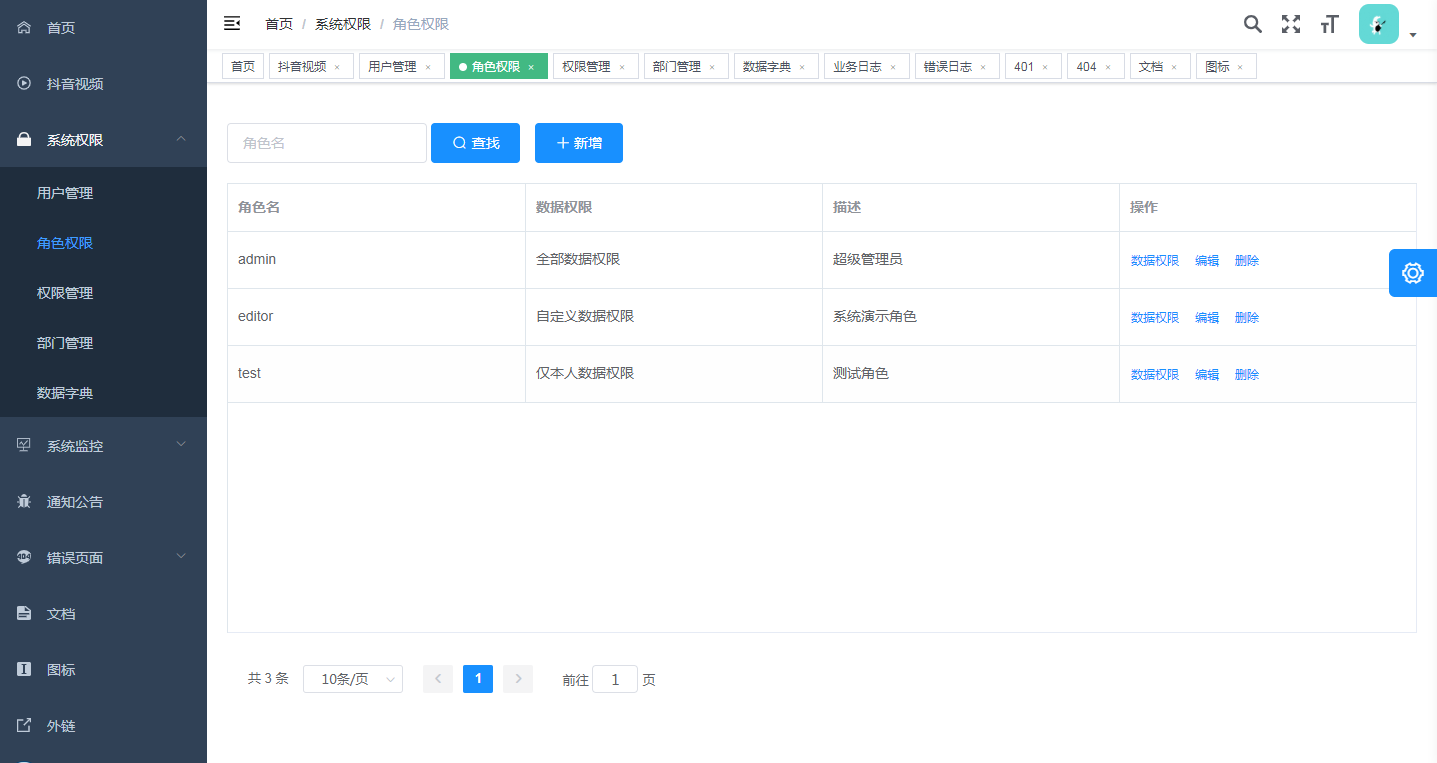 首页
抖音视频
系统权限
用户管理
角色权限
权限管理
部门管理
数据字典
系统监控
通知公告
404 错误页面
文档
图标
外链
首页 / 系统权限 / 角色权限
首页 抖音视频 × 用户管理 × 角色权限 × 权限管理 × 部门管理 × 数据字典 × 业务日志 × 错误日志 × 401 × 404 × 文档 × 图标 ×
角色名 查找 新增
角色名 数据权限 描述 操作
admin 全部数据权限 超级管理员 数据权限 编辑 删除
editor 自定义数据权限 系统演示角色 数据权限 编辑 删除
test 仅本人数据权限 测试角色 数据权限 编辑 删除
共 3 条 10条/页 1 前往 1 页